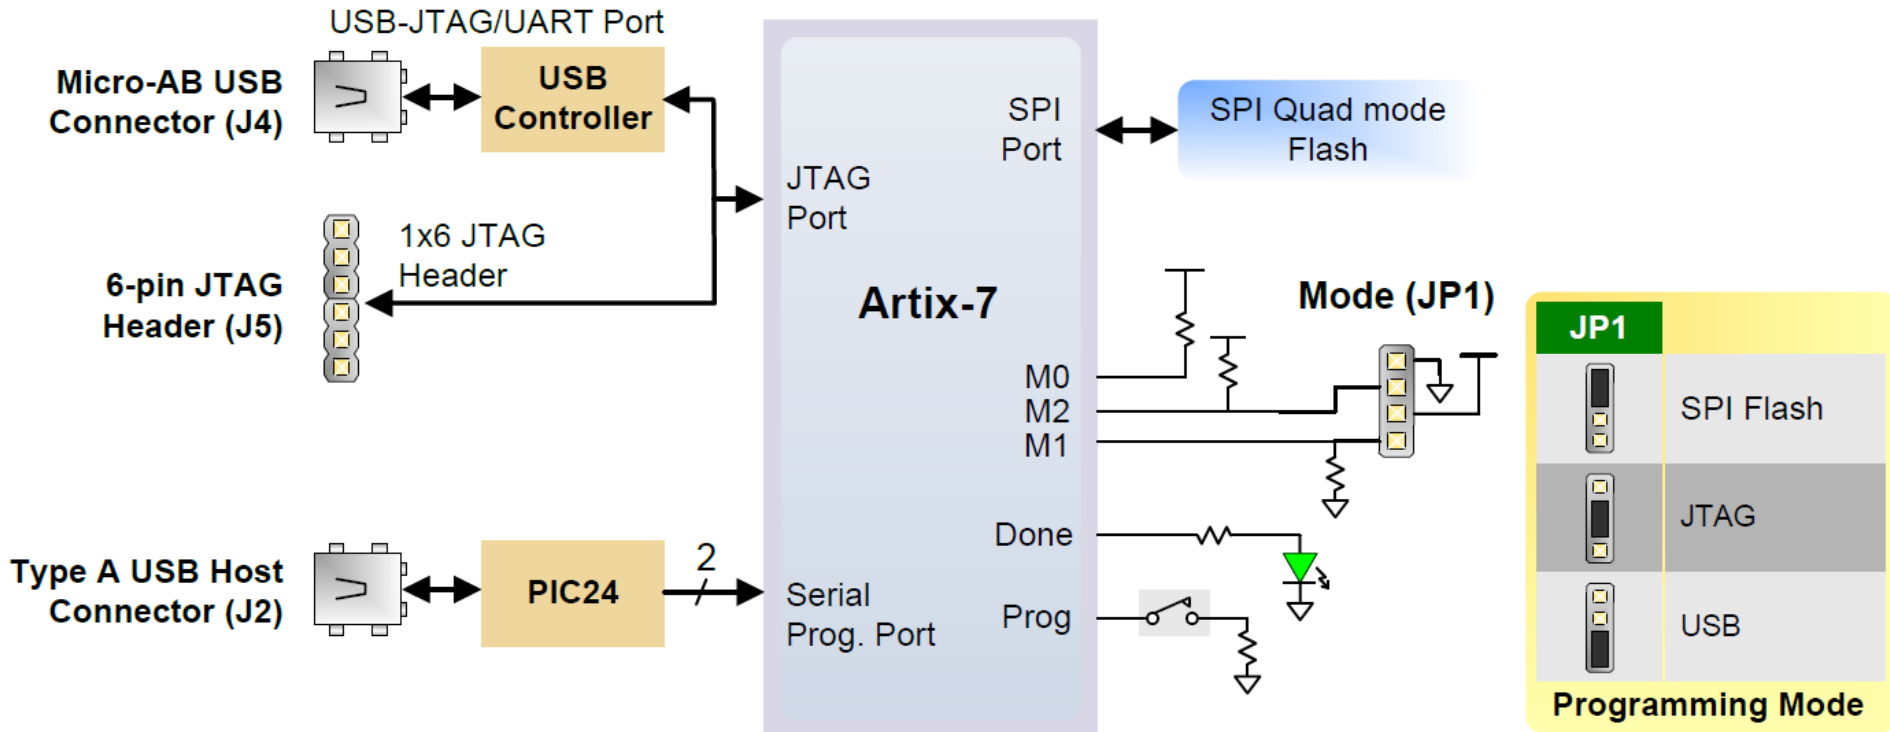 USB-JTAG/UART Port
Micro-AB USB
Connector (J4)
USB
Controller
SPI
Port
SPI Quad mode
Flash
JTAG
Port
1x6 JTAG
Header
6-pin JTAG
Header (J5)
Artix-7
Mode (JP1)
M0
M2
M1
JP1
SPI Flash
JTAG
USB
Programming Mode
Done
Type A USB Host
Connector (J2)
PIC24
2
Serial
Prog. Port
Prog